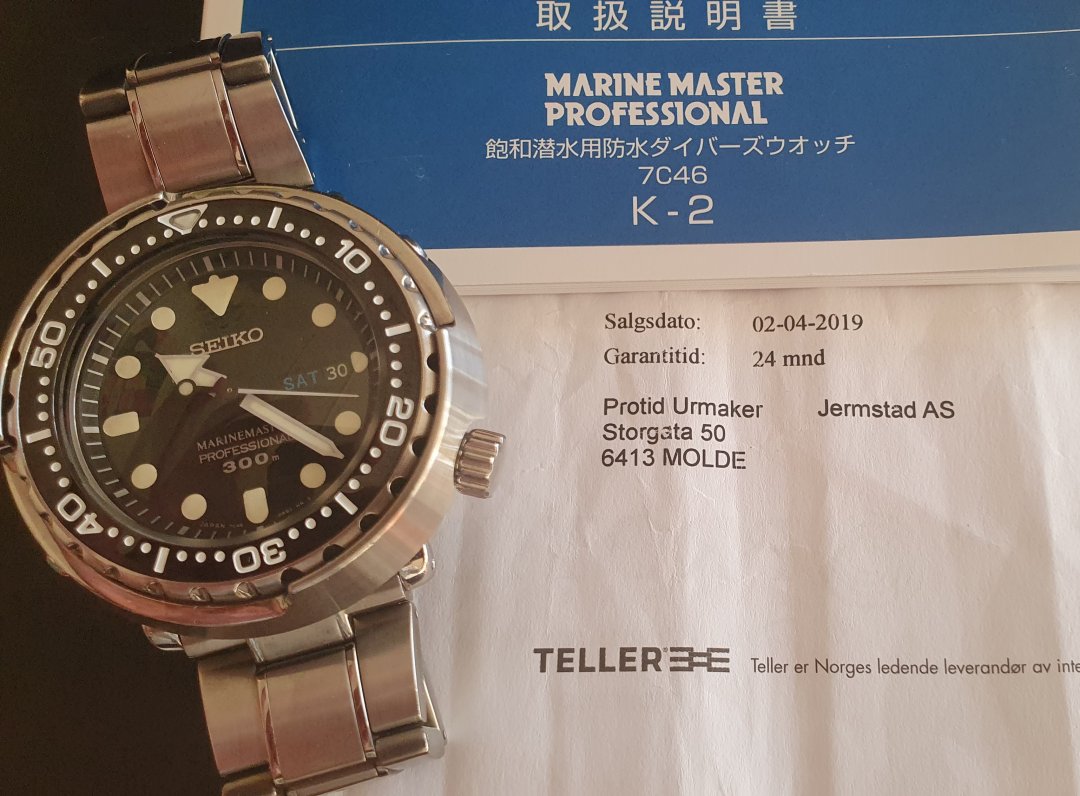 取扱説明書
MARINE MASTER
PROFESSIONAL
飽和潜水用防水ダイバーズウオッチ
7C46
K-2
Salgsdato: 02-04-2019
Garantitid: 24 mnd
Protid Urmaker Jermstad AS
Storgata 50
6413 MOLDE
TELLER
Teller er Norges ledende leverandør av inte
10
20
30
40
50
SEIKO
SAT 30
MARINEMAST
PROFESSIONAL
300m
JAPAN